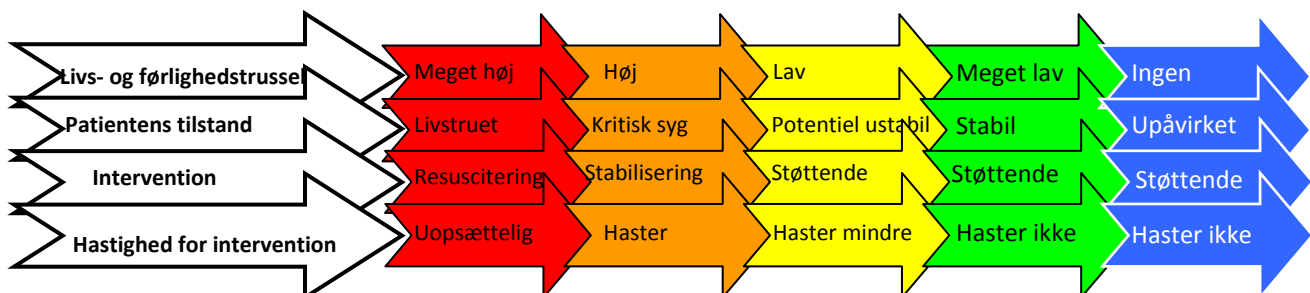 Livs- og førlighedstrussel Meget høj Høj Lav Meget lav Ingen
Patientens tilstand Livstruet Kritisk syg Potentiel ustabil Stabil Upåvirket
Intervention Resuscitering Stabilisering Støttende Støttende Støttende
Hastighed for intervention Uopsættelig Haster Haster mindre Haster ikke Haster ikke